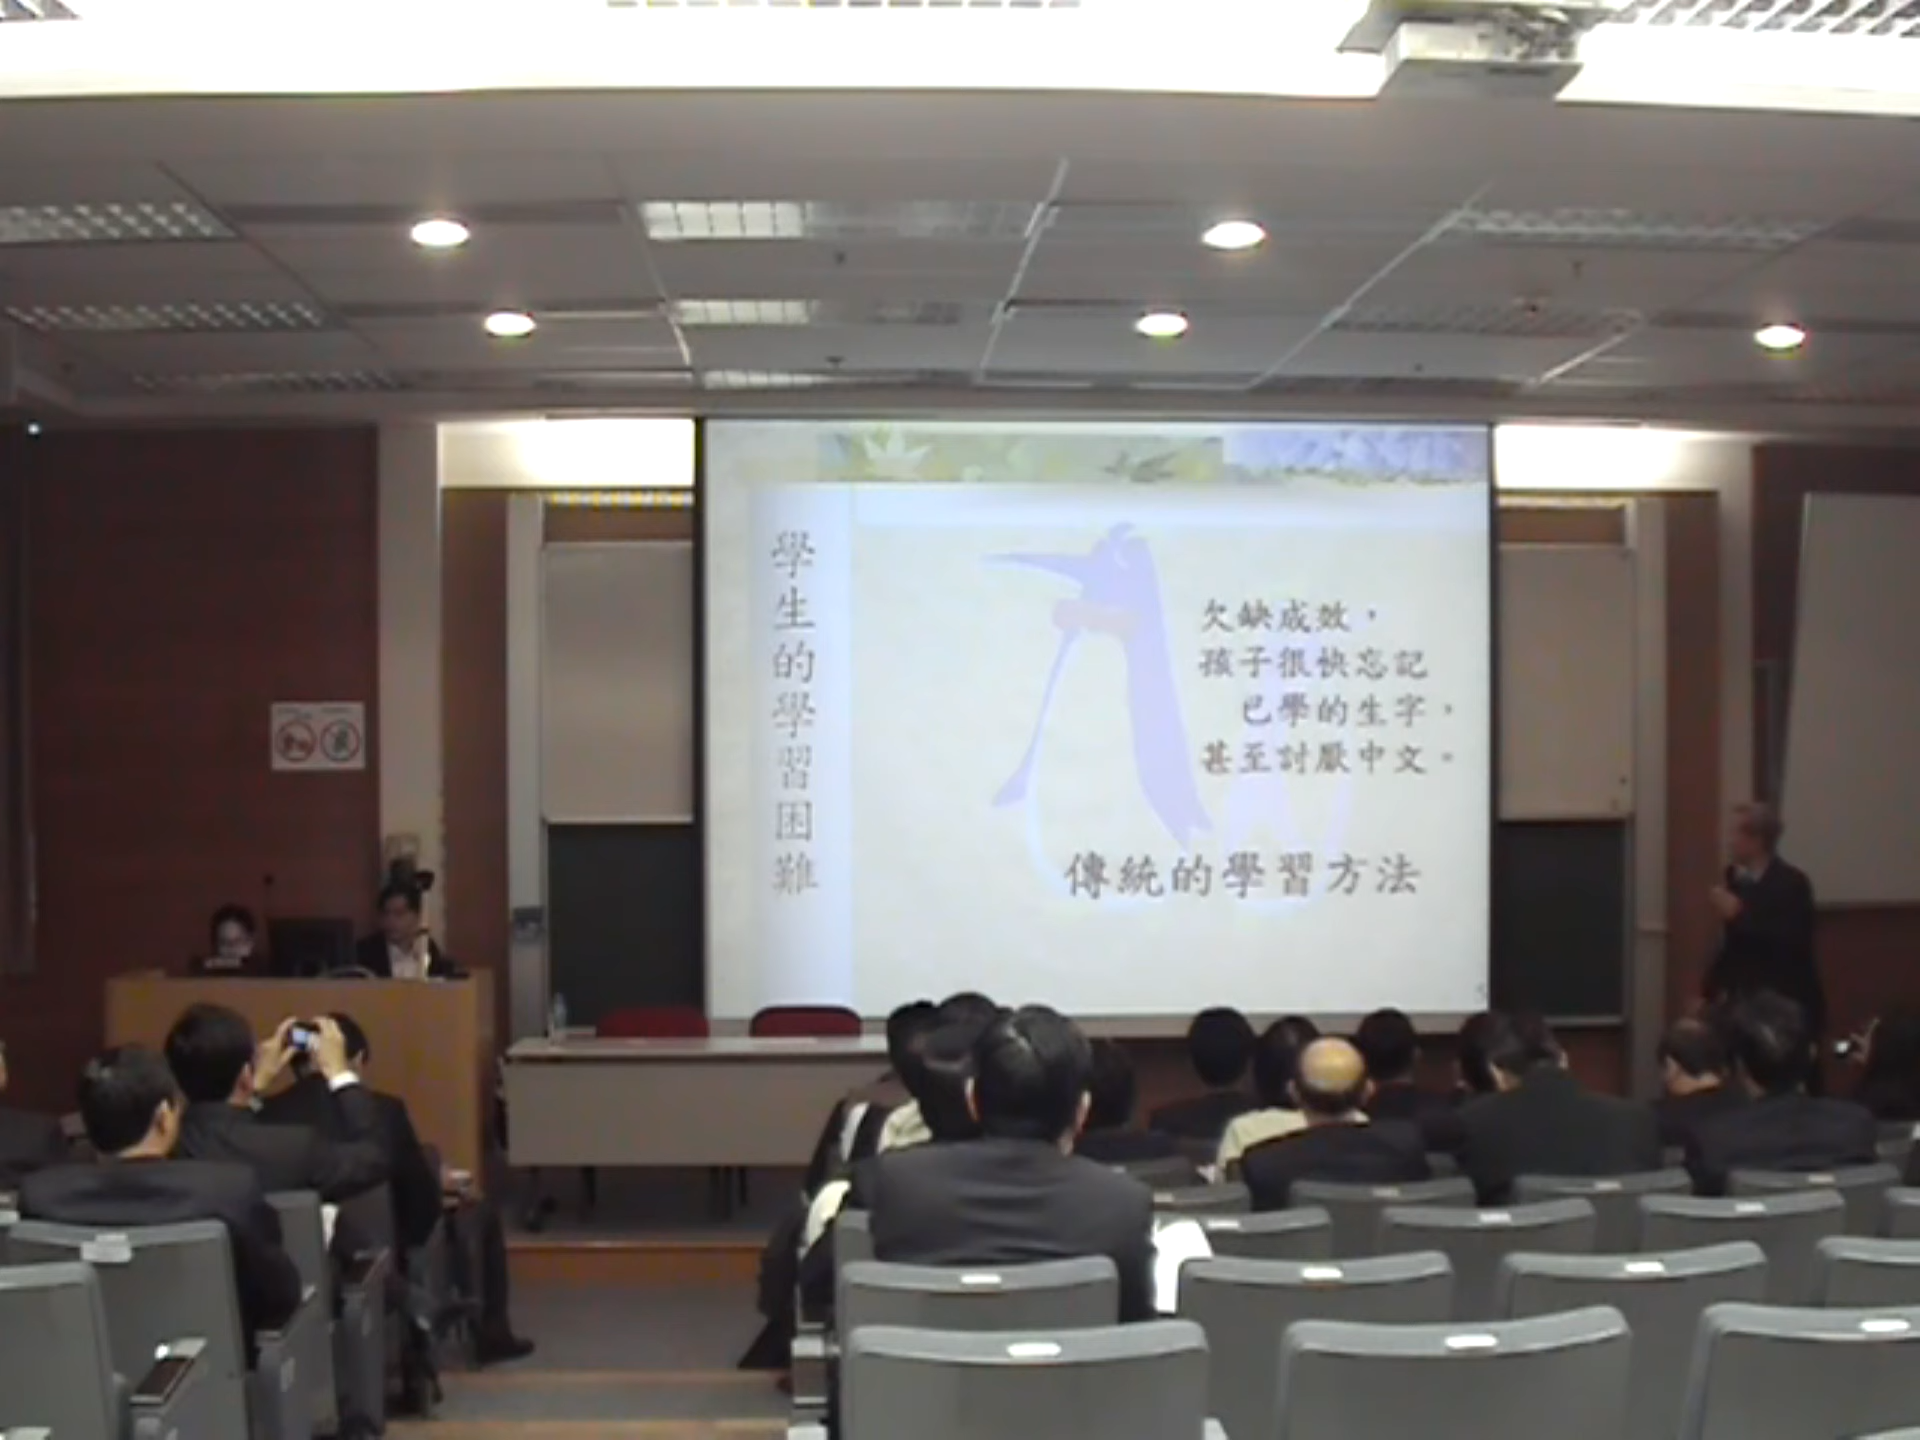 學生的學習困難
欠缺成效，
孩子很快忘記
已學的生字，
甚至討厭中文。
傳統的學習方法